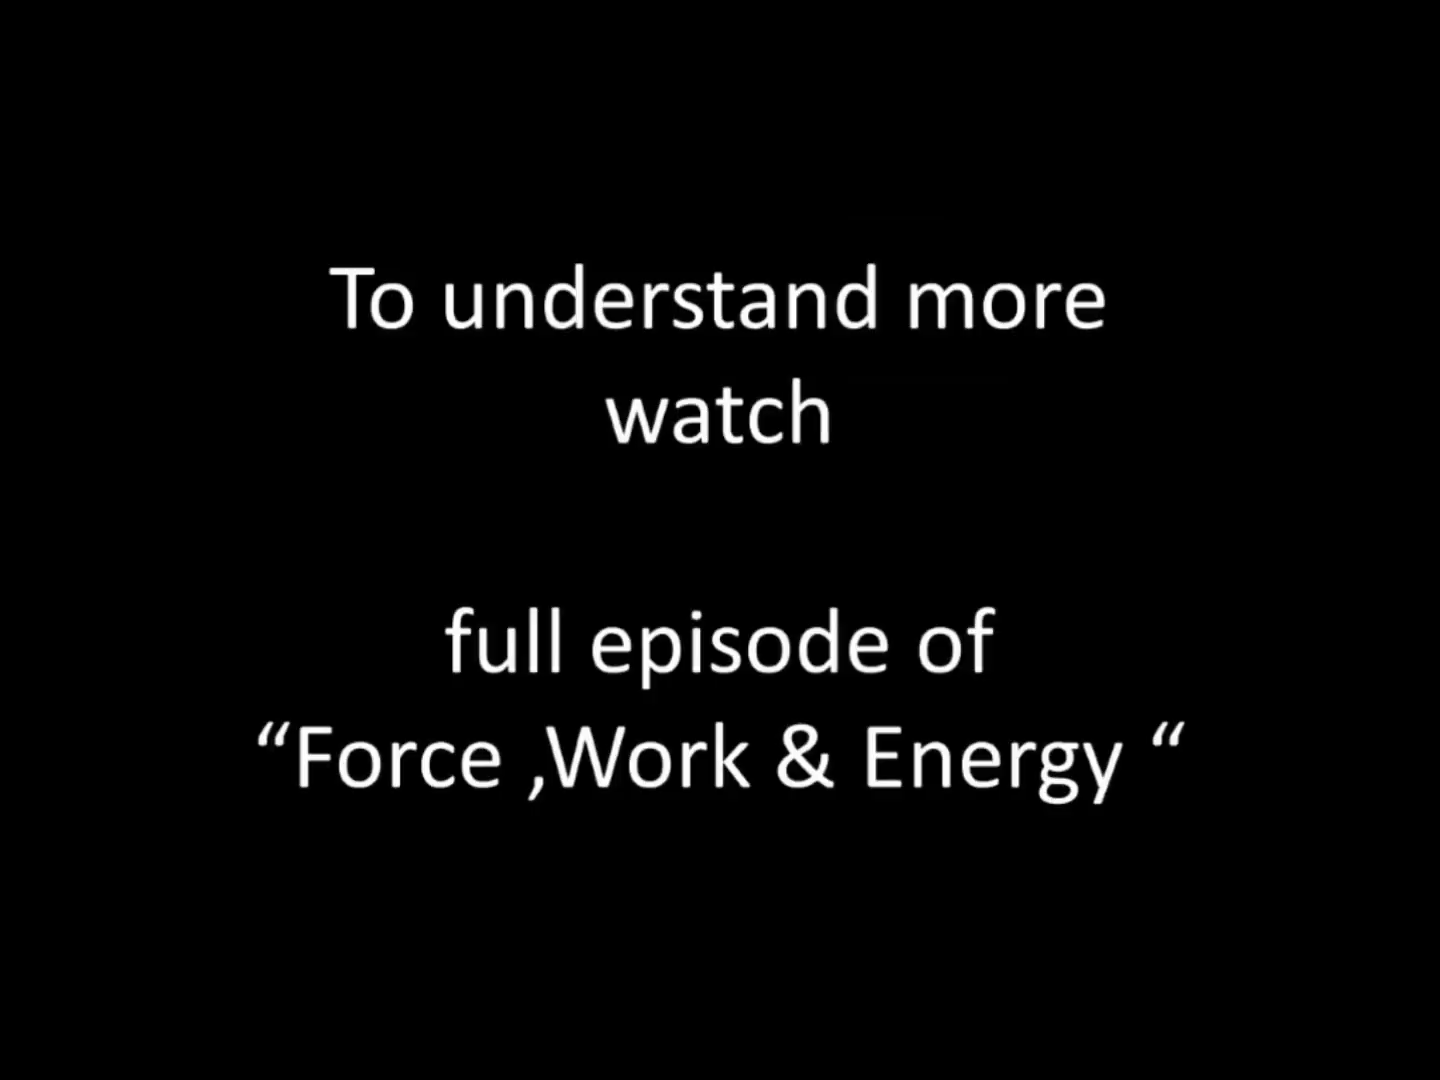 To understand more
watch
full episode of
“Force ,Work & Energy “